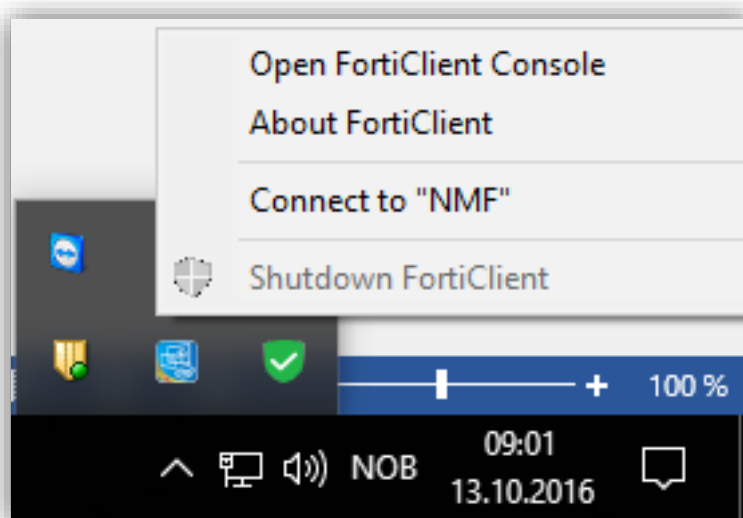 Open FortiClient Console
About FortiClient
Connect to "NMF"
Shutdown FortiClient
100 %
NOB
09:01
13.10.2016